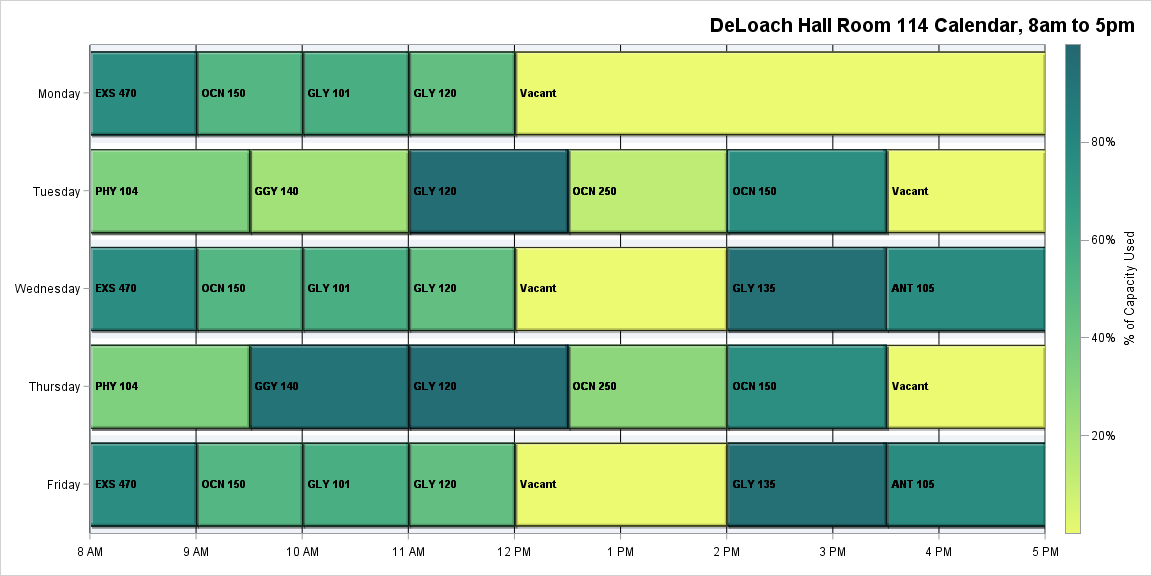 DeLoach Hall Room 114 Calendar, 8am to 5pm
Monday EXS 470 OCN 150 GLY 101 GLY 120 Vacant
80%
Tuesday PHY 104 GGY 140 GLY 120 OCN 250 OCN 150 Vacant
60%
Wednesday EXS 470 OCN 150 GLY 101 GLY 120 Vacant GLY 135 ANT 105
% of Capacity Used
40%
Thursday PHY 104 GGY 140 GLY 120 OCN 250 OCN 150 Vacant
20%
Friday EXS 470 OCN 150 GLY 101 GLY 120 Vacant GLY 135 ANT 105
8 AM 9 AM 10 AM 11 AM 12 PM 1 PM 2 PM 3 PM 4 PM 5 PM